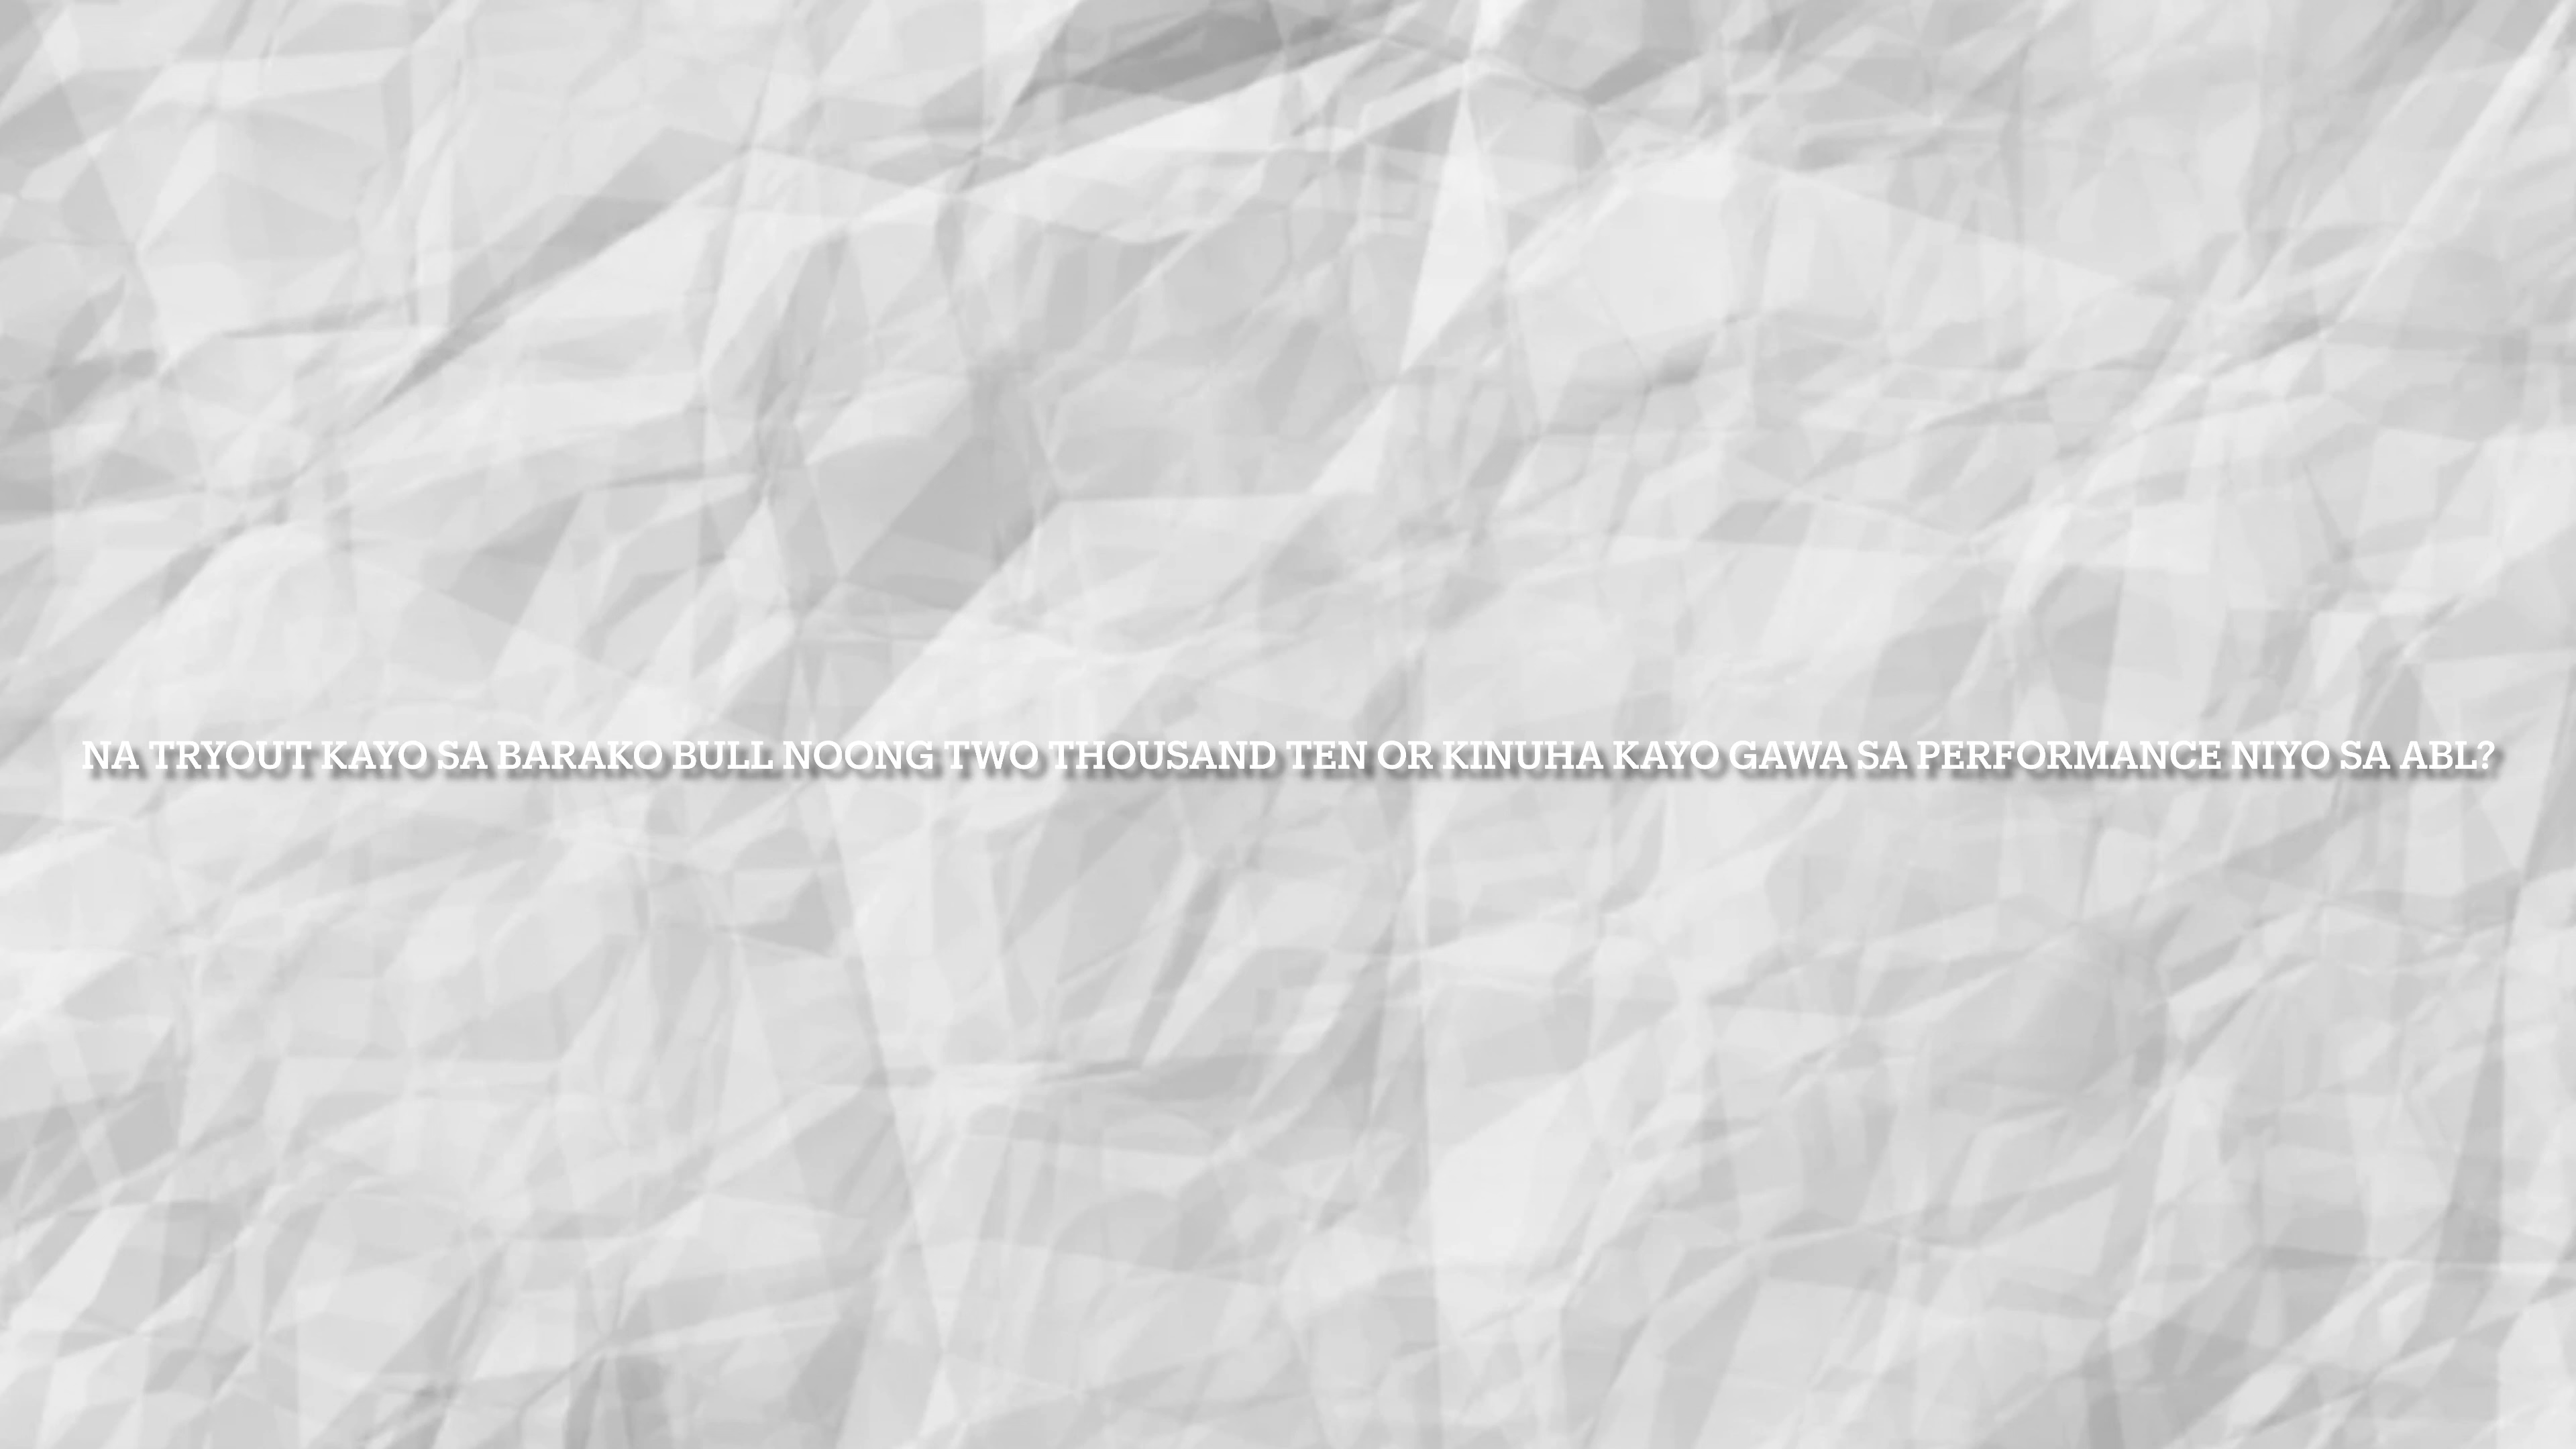 NA TRYOUT KAYO SA BARAKO BULL NOONG TWO THOUSAND TEN OR KINUHA KAYO GAWA SA PERFORMANCE NIYO SA ABL?